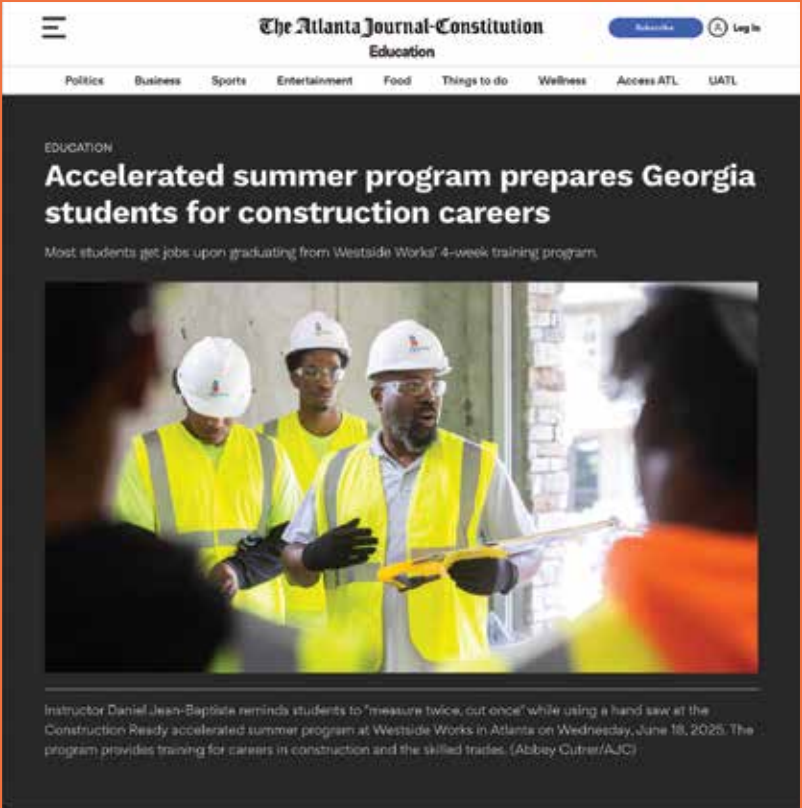 The Atlanta Journal-Constitution
Subscribe
Log In
Education
Politics Business Sports Entertainment Food Things to do Wellness Access ATL UATL
EDUCATION
Accelerated summer program prepares Georgia
students for construction careers
Most students get jobs upon graduating from Westside Works' 4-week training program.
Instructor Daniel Jean-Baptiste reminds students to "measure twice, cut once" while using a hand saw at the
Construction Ready accelerated summer program at Westside Works in Atlanta on Wednesday, June 18, 2025. The
program provides training for careers in construction and the skilled trades. (Abbey Cutrer/AJC)